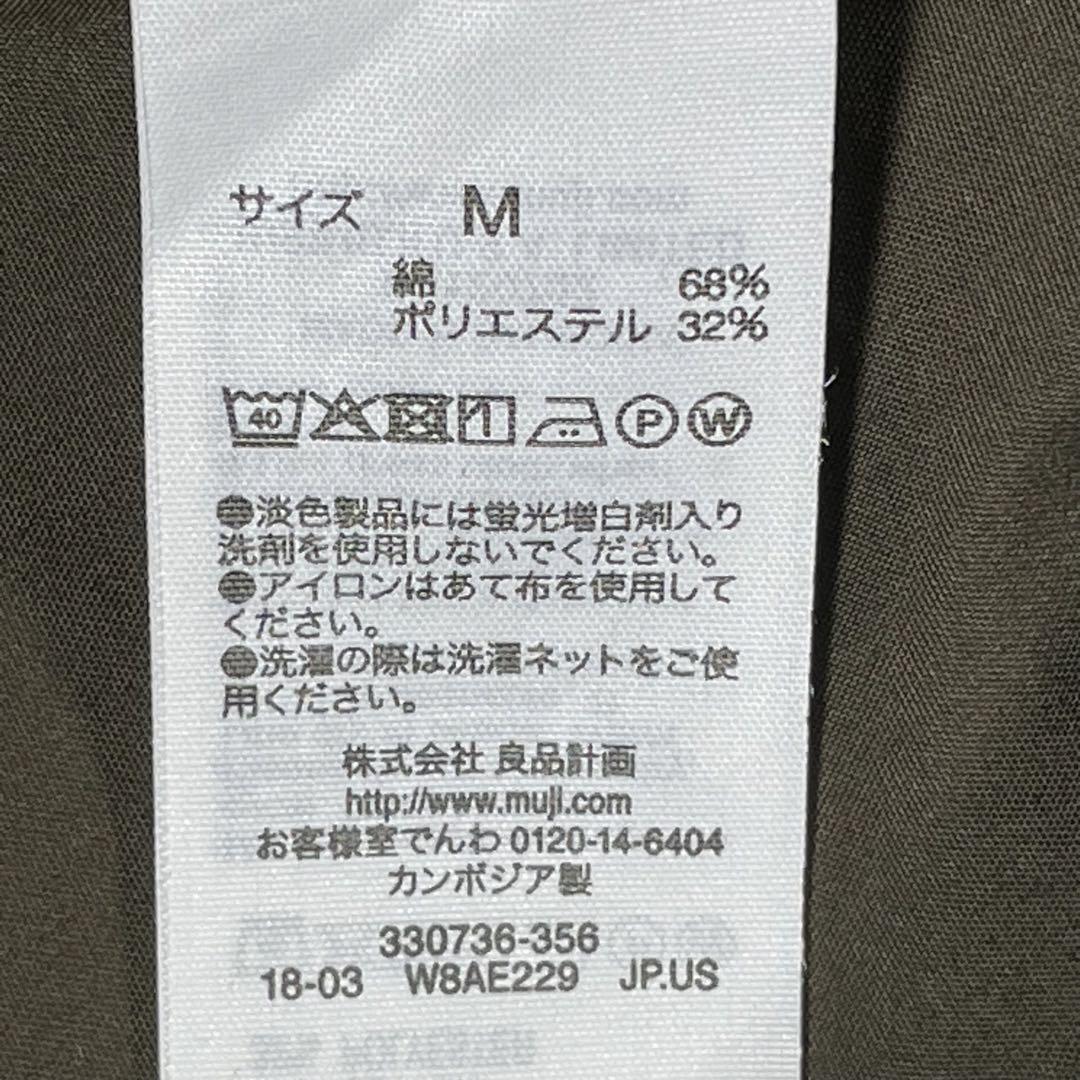 サイズ M
綿 68%
ポリエステル 32%
40 P W
●淡色製品には蛍光増白剤入り
洗剤を使用しないでください。
●アイロンはあて布を使用して
ください。
●洗濯の際は洗濯ネットをご使
用ください。
株式会社 良品計画
http://www.muji.com
お客様室でんわ 0120-14-6404
カンボジア製
330736-356
18-03 W8AE229 JP.US